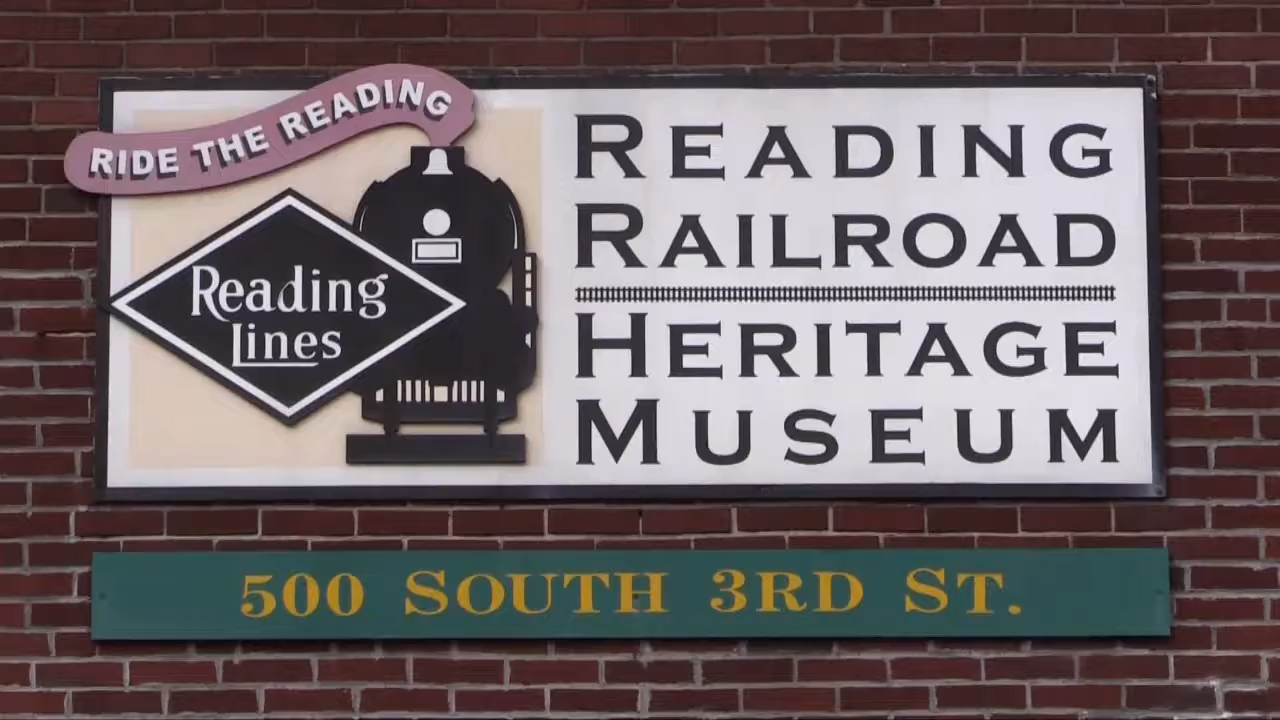 RIDE THE READING
Reading
Lines
READING
RAILROAD
HERITAGE
MUSEUM
500 SOUTH 3RD ST.